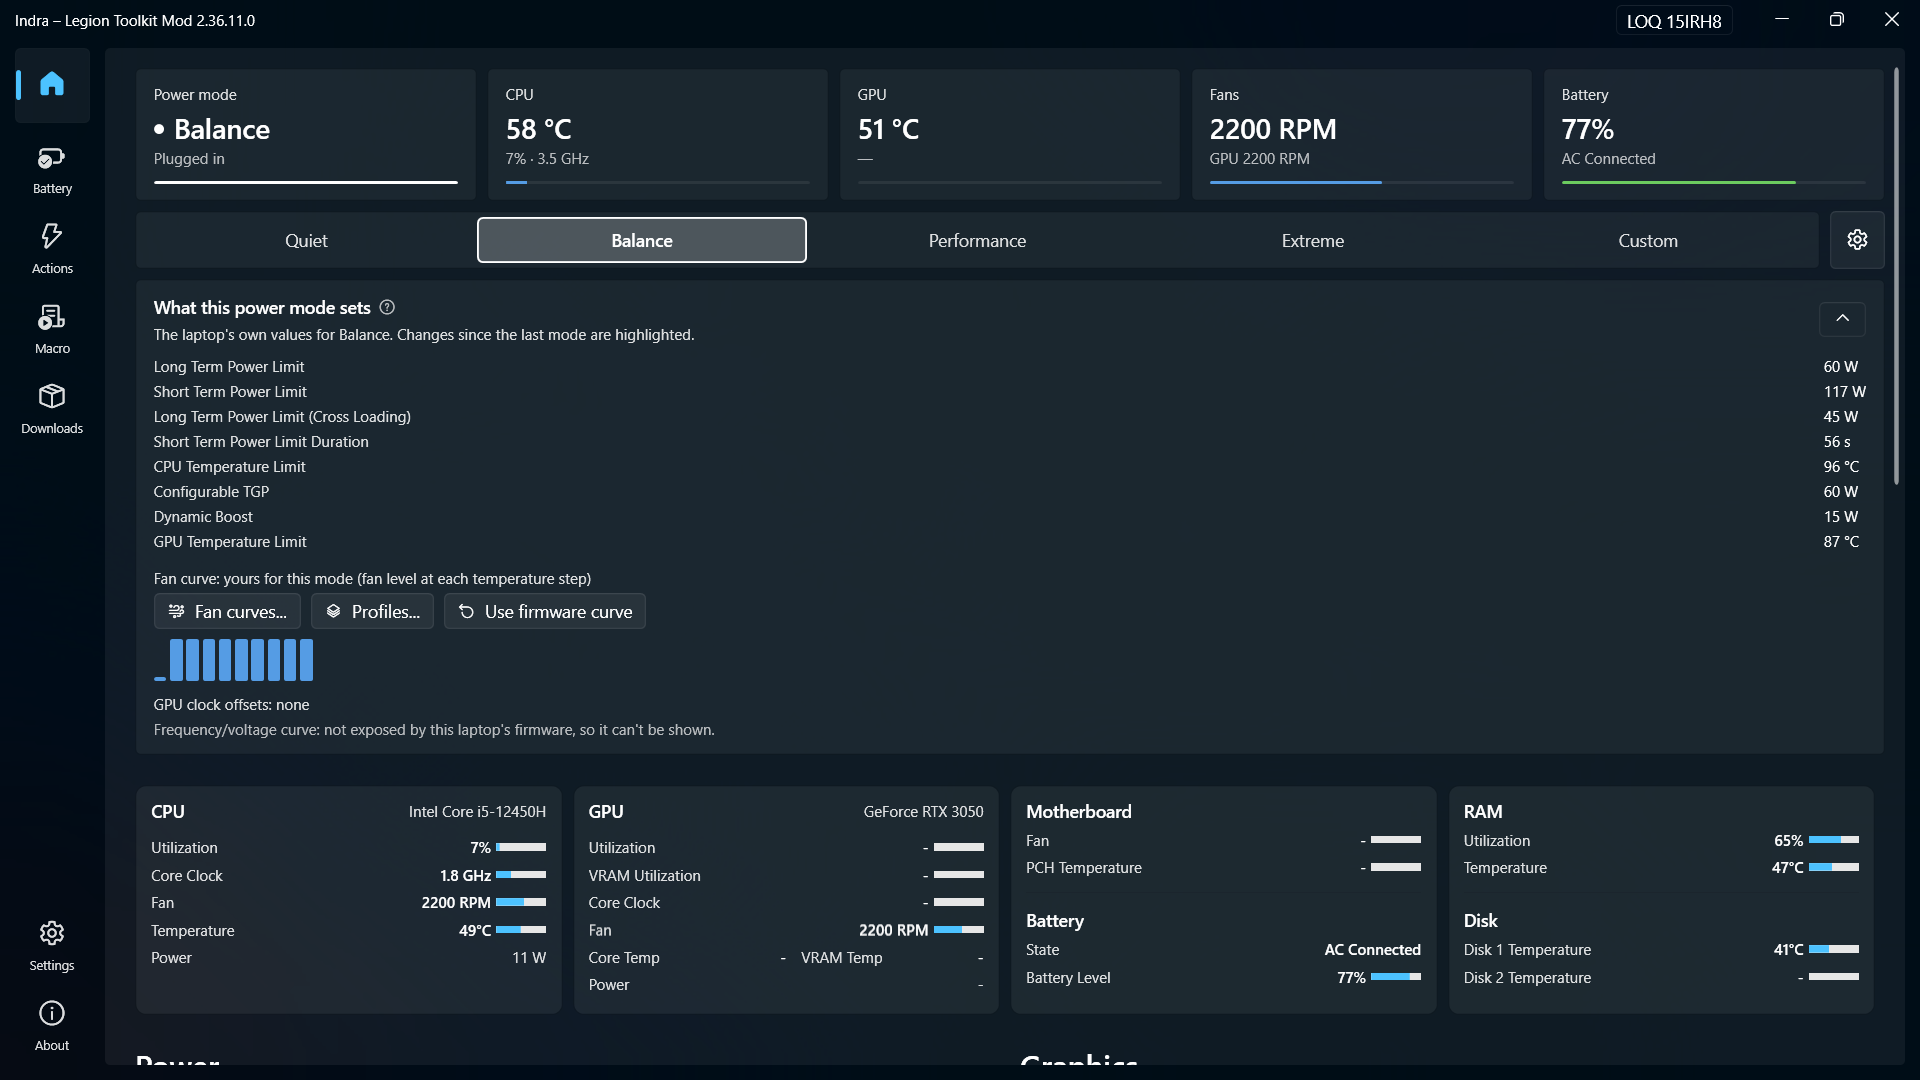 Indra – Legion Toolkit Mod 2.36.11.0
LOQ 15IRH8
Battery
Actions
Macro
Downloads
Settings
About
Power mode
• Balance
Plugged in
CPU
58 °C
7% · 3.5 GHz
GPU
51 °C
—
Fans
2200 RPM
GPU 2200 RPM
Battery
77%
AC Connected
Quiet
Balance
Performance
Extreme
Custom
What this power mode sets
The laptop's own values for Balance. Changes since the last mode are highlighted.
Long Term Power Limit 60 W
Short Term Power Limit 117 W
Long Term Power Limit (Cross Loading) 45 W
Short Term Power Limit Duration 56 s
CPU Temperature Limit 96 °C
Configurable TGP 60 W
Dynamic Boost 15 W
GPU Temperature Limit 87 °C
Fan curve: yours for this mode (fan level at each temperature step)
Fan curves...
Profiles...
Use firmware curve
GPU clock offsets: none
Frequency/voltage curve: not exposed by this laptop's firmware, so it can't be shown.
CPU Intel Core i5-12450H
Utilization 7%
Core Clock 1.8 GHz
Fan 2200 RPM
Temperature 49°C
Power 11 W
GPU GeForce RTX 3050
Utilization -
VRAM Utilization -
Core Clock -
Fan 2200 RPM
Core Temp - VRAM Temp -
Power -
Motherboard
Fan -
PCH Temperature -
Battery
State AC Connected
Battery Level 77%
RAM
Utilization 65%
Temperature 47°C
Disk
Disk 1 Temperature 41°C
Disk 2 Temperature -
Power
Graphics